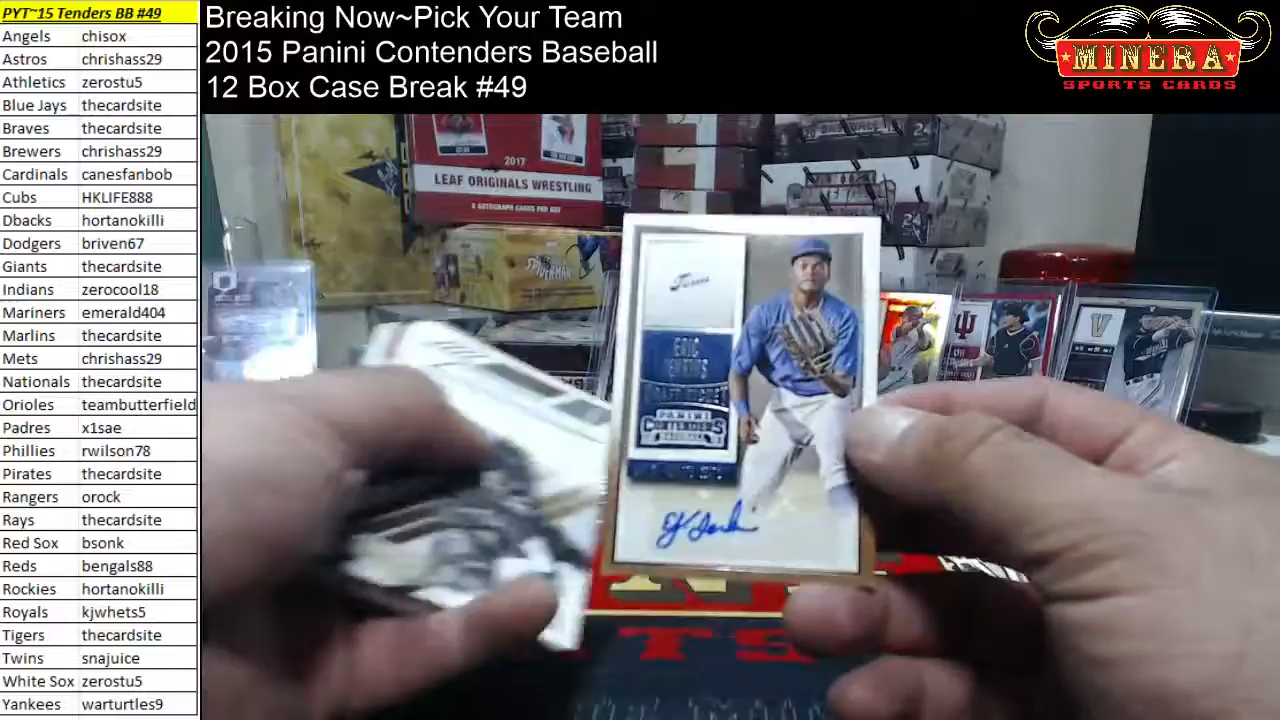 PYT~15 Tenders BB #49
Angels chisox
Astros chrishass29
Athletics zerostu5
Blue Jays thecardsite
Braves thecardsite
Brewers chrishass29
Cardinals canesfanbob
Cubs HKLIFE888
Dbacks hortanokilli
Dodgers briven67
Giants thecardsite
Indians zerocool18
Mariners emerald404
Marlins thecardsite
Mets chrishass29
Nationals thecardsite
Orioles teambutterfield
Padres x1sae
Phillies rwilson78
Pirates thecardsite
Rangers orock
Rays thecardsite
Red Sox bsonk
Reds bengals88
Rockies hortanokilli
Royals kjwhets5
Tigers thecardsite
Twins snajuice
White Sox zerostu5
Yankees warturtles9
Breaking Now~Pick Your Team
2015 Panini Contenders Baseball
12 Box Case Break #49
MINERA
SPORTS CARDS
2017
LEAF ORIGINALS WRESTLING
24
24
ERIC
PANINI
CONTENDERS
V